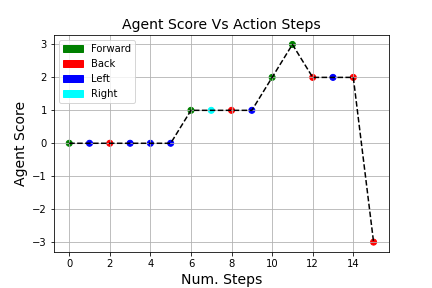 Agent Score Vs Action Steps
Forward
Back
Left
Right
3
2
1
0
−1
−2
−3
Agent Score
0 2 4 6 8 10 12 14
Num. Steps